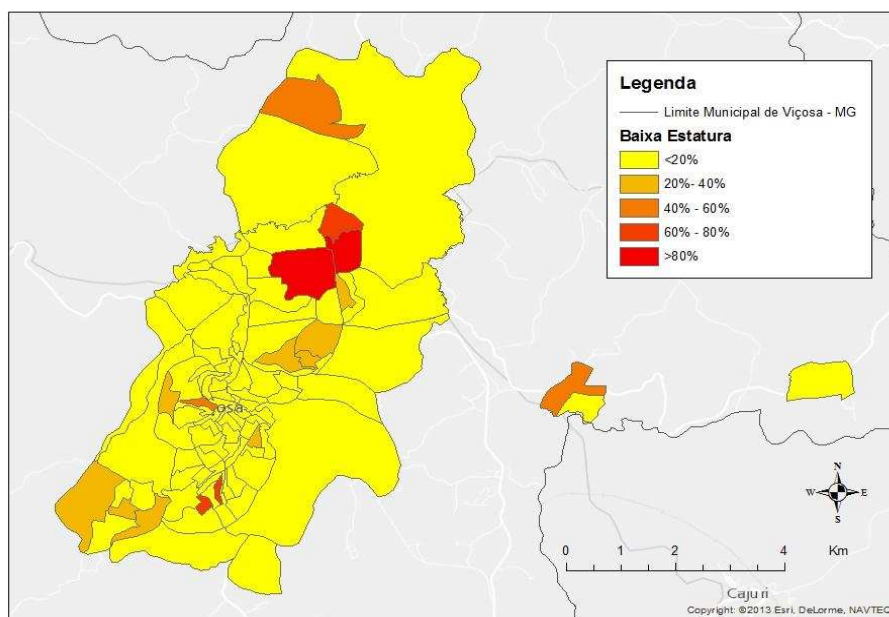 Legenda
Limite Municipal de Viçosa - MG
Baixa Estatura
<20%
20%- 40%
40% - 60%
60% - 80%
>80%
osa
N
W
E
S
0 1 2 4 Km
Cajuri
Copyright: ©2013 Esri, DeLorme, NAVTEQ